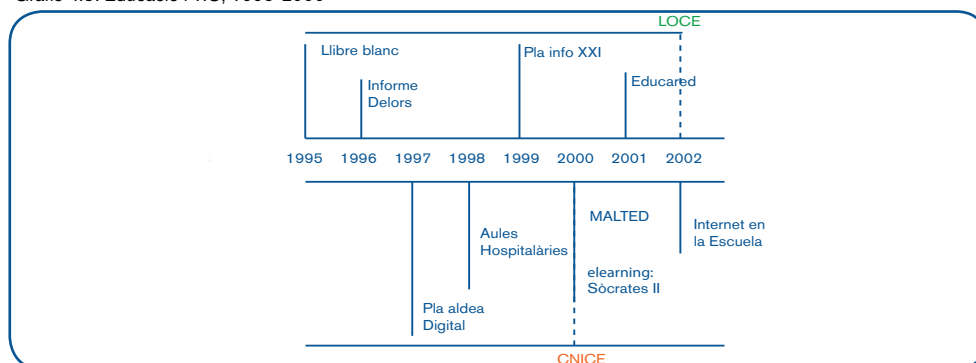 LOCE
Llibre blanc
Pla info XXI
Informe
Delors
Educared
1995 1996 1997 1998 1999 2000 2001 2002
MALTED
Aules
Hospitalàries
Internet en
la Escuela
elearning:
Sòcrates II
Pla aldea
Digital
CNICE